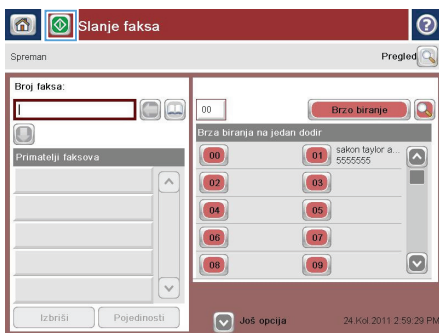 Slanje faksa
Spreman
Pregled
Broj faksa:
Primatelji faksova
Izbriši
Pojedinosti
00
Brzo biranje
Brza biranja na jedan dodir
00
01
sakon taylor a...
5555555
02
03
04
05
06
07
08
09
Još opcija
24.Kol.2011 2:59:29 PM